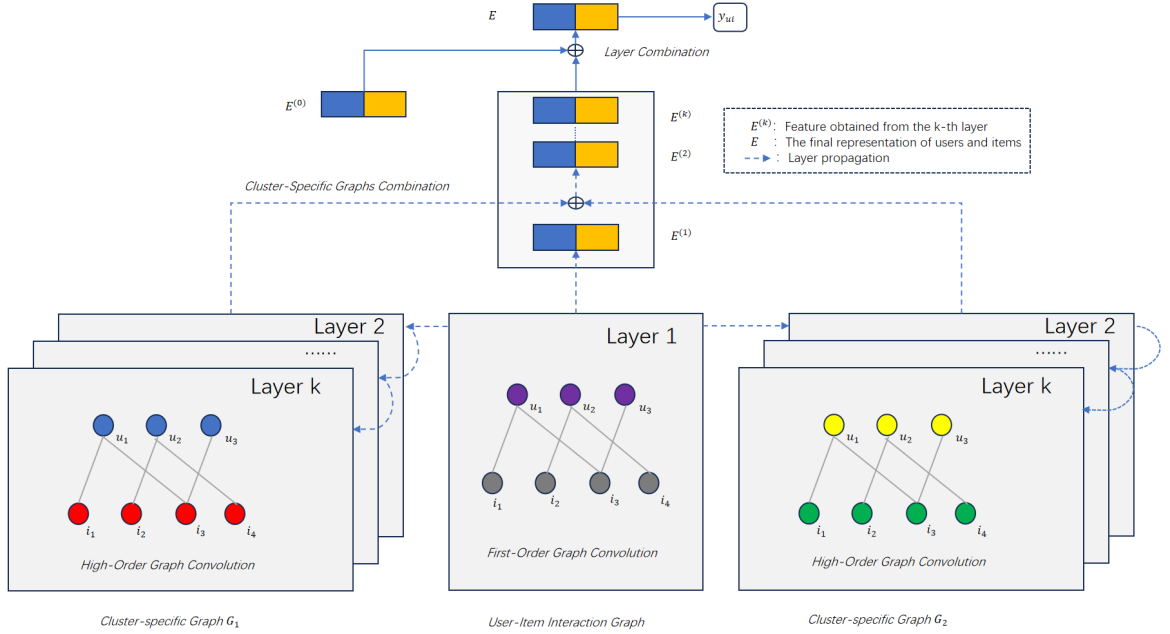 E
y_{ui}
Layer Combination
E^{(0)}
E^{(k)}
E^{(k)}: Feature obtained from the k-th layer
E : The final representation of users and items
: Layer propagation
E^{(2)}
Cluster-Specific Graphs Combination
E^{(1)}
Layer 2
……
Layer k
u_1 u_2 u_3
i_1 i_2 i_3 i_4
High-Order Graph Convolution
Cluster-specific Graph G_1
Layer 1
u_1 u_2 u_3
i_1 i_2 i_3 i_4
First-Order Graph Convolution
User-Item Interaction Graph
Layer 2
……
Layer k
u_1 u_2 u_3
i_1 i_2 i_3 i_4
High-Order Graph Convolution
Cluster-specific Graph G_2